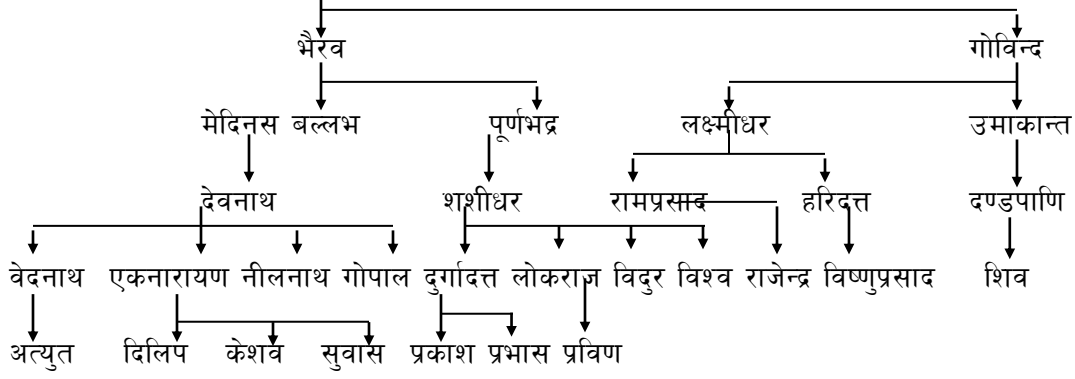 भैरव गोविन्द
मेदिनस बल्लभ पूर्णभद्र लक्ष्मीधर उमाकान्त
देवनाथ शशीधर रामप्रसाद हरिदत्त दण्डपाणि
वेदनाथ एकनारायण नीलनाथ गोपाल दुर्गादत्त लोकराज विदुर विश्व राजेन्द्र विष्णुप्रसाद शिव
अत्युत दिलिप केशव सुवास प्रकाश प्रभास प्रविण